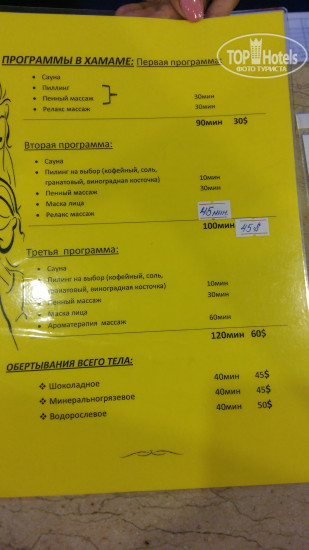 TOP Hotels
ФОТО ТУРИСТА
ПРОГРАММЫ В ХАМАМЕ: Первая программа:
• Сауна
• Пиллинг
• Пенный массаж 30мин
• Релакс массаж 30мин
90мин 30$
Вторая программа:
• Сауна
• Пилинг на выбор (кофейный, соль,
гранатовый, виноградная косточка) 10мин
• Пенный массаж 30мин
• Маска лица
• Релакс массаж 45мин.
100мин 45$
Третья программа:
• Сауна
• Пилинг на выбор (кофейный, соль,
гранатовый, виноградная косточка) 10мин
• Пенный массаж 30мин
• Маска лица
• Ароматерапия массаж 60мин
120мин 60$
ОБЕРТЫВАНИЯ ВСЕГО ТЕЛА:
❖ Шоколадное 40мин 45$
❖ Минеральногрязевое 40мин 45$
❖ Водорослевое 40мин 50$